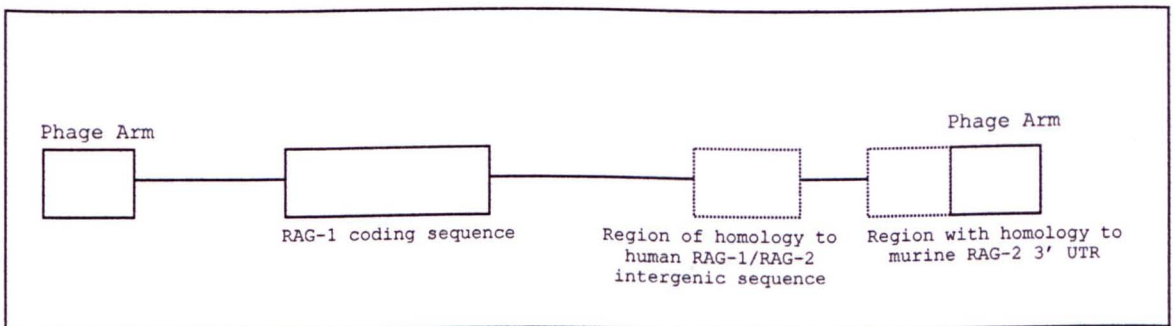 Phage Arm
Phage Arm
RAG-1 coding sequence
Region of homology to
human RAG-1/RAG-2
intergenic sequence
Region with homology to
murine RAG-2 3' UTR